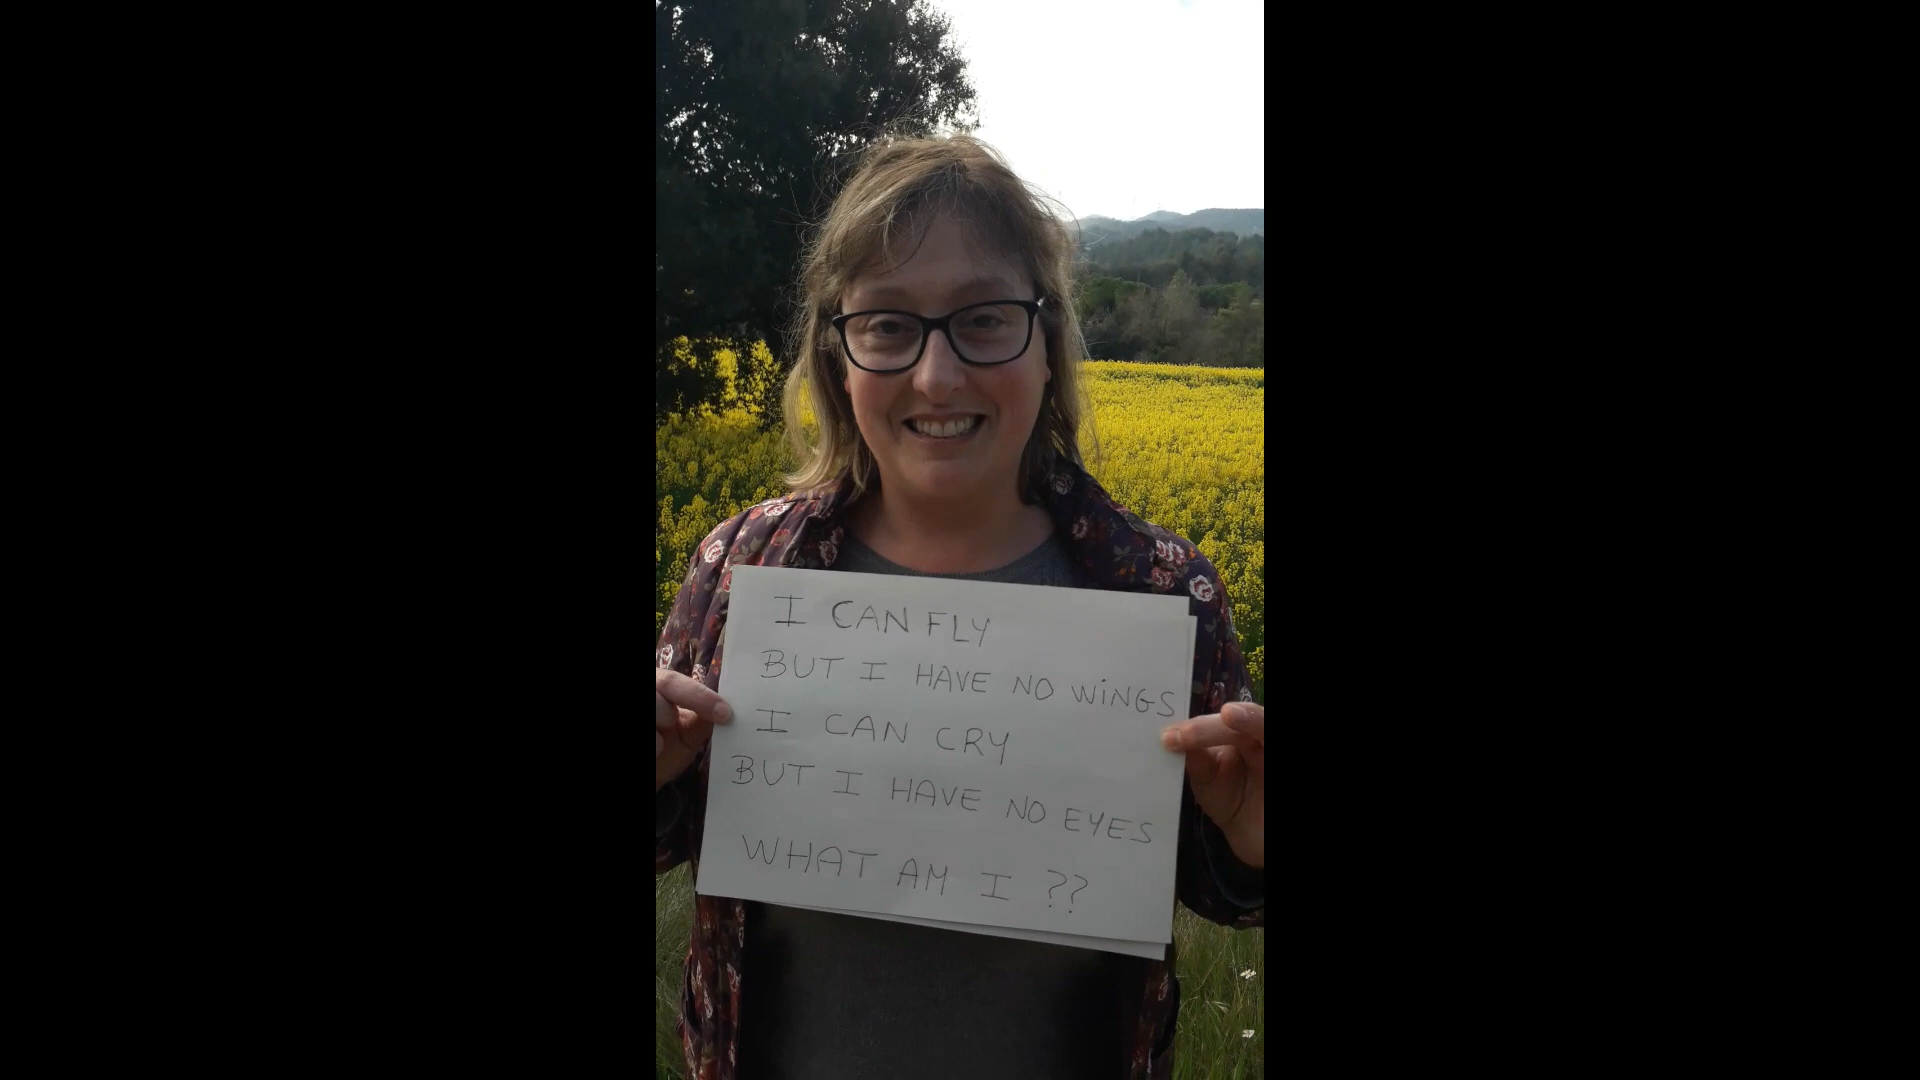 I CAN FLY
BUT I HAVE NO WiNGS
I CAN CRY
BUT I HAVE NO EYES
WHAT AM I ??